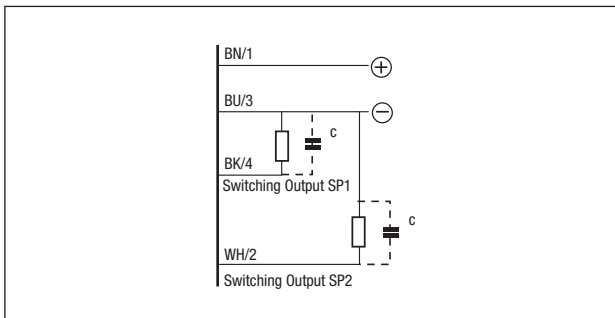 BN/1
+
BU/3
−
C
BK/4
Switching Output SP1
C
WH/2
Switching Output SP2